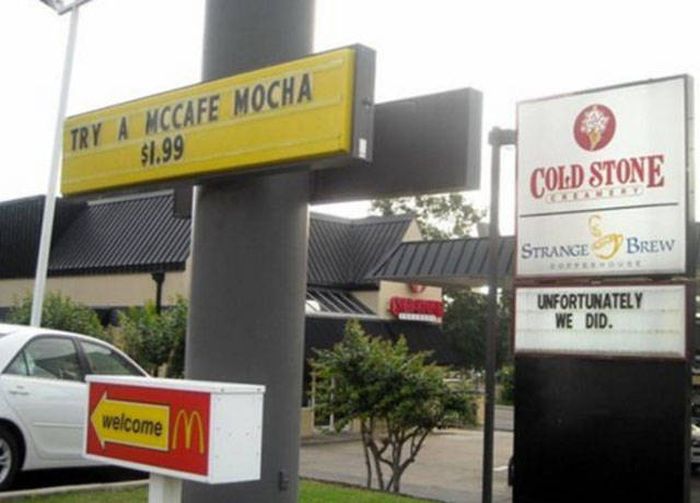 TRY A MCCAFE MOCHA
$1.99
COLD STONE
CREAMERY
STRANGE BREW
COFFEEHOUSE
UNFORTUNATELY
WE DID.
welcome